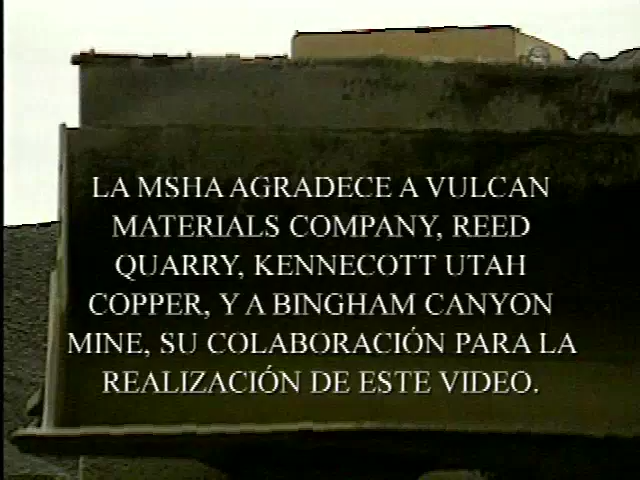 LA MSHA AGRADECE A VULCAN
MATERIALS COMPANY, REED
QUARRY, KENNECOTT UTAH
COPPER, Y A BINGHAM CANYON
MINE, SU COLABORACIÓN PARA LA
REALIZACIÓN DE ESTE VIDEO.